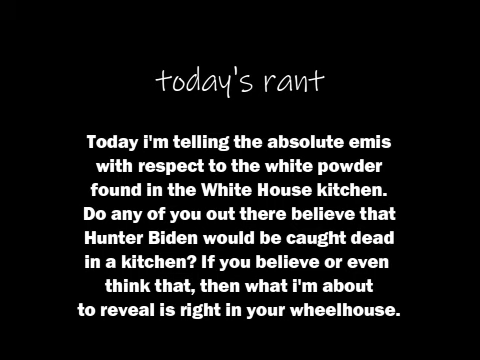 today's rant
Today i'm telling the absolute emis
with respect to the white powder
found in the White House kitchen.
Do any of you out there believe that
Hunter Biden would be caught dead
in a kitchen? If you believe or even
think that, then what i'm about
to reveal is right in your wheelhouse.